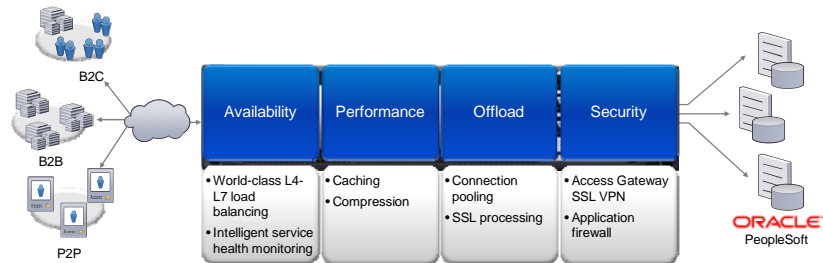 B2C
B2B
P2P
Availability
Performance
Offload
Security
• World-class L4-
L7 load
balancing
• Intelligent service
health monitoring
• Caching
• Compression
• Connection
pooling
• SSL processing
• Access Gateway
SSL VPN
• Application
firewall
ORACLE
PeopleSoft